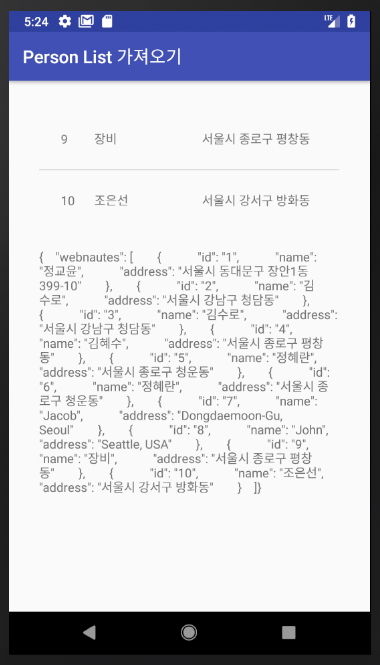 5:24 LTE
Person List 가져오기
9 장비 서울시 종로구 평창동
10 조은선 서울시 강서구 방화동
{ "webnautes": [ { "id": "1", "name":
"정교윤", "address": "서울시 동대문구 장안1동
399-10" }, { "id": "2", "name": "김
수로", "address": "서울시 강남구 청담동" },
{ "id": "3", "name": "김수로", "address":
"서울시 강남구 청담동" }, { "id": "4",
"name": "김혜수", "address": "서울시 종로구 평창
동" }, { "id": "5", "name": "정혜란",
"address": "서울시 종로구 청운동" }, { "id":
"6", "name": "정혜란", "address": "서울시 종
로구 청운동" }, { "id": "7", "name":
"Jacob", "address": "Dongdaemoon-Gu,
Seoul" }, { "id": "8", "name": "John",
"address": "Seattle, USA" }, { "id": "9",
"name": "장비", "address": "서울시 종로구 평창
동" }, { "id": "10", "name": "조은선",
"address": "서울시 강서구 방화동" } ]}